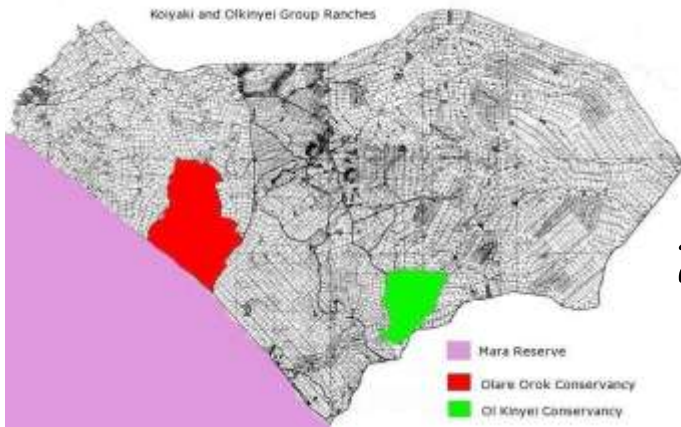 Koiyaki and Olkinyei Group Ranches
Mara Reserve
Olare Orok Conservancy
Ol Kinyei Conservancy